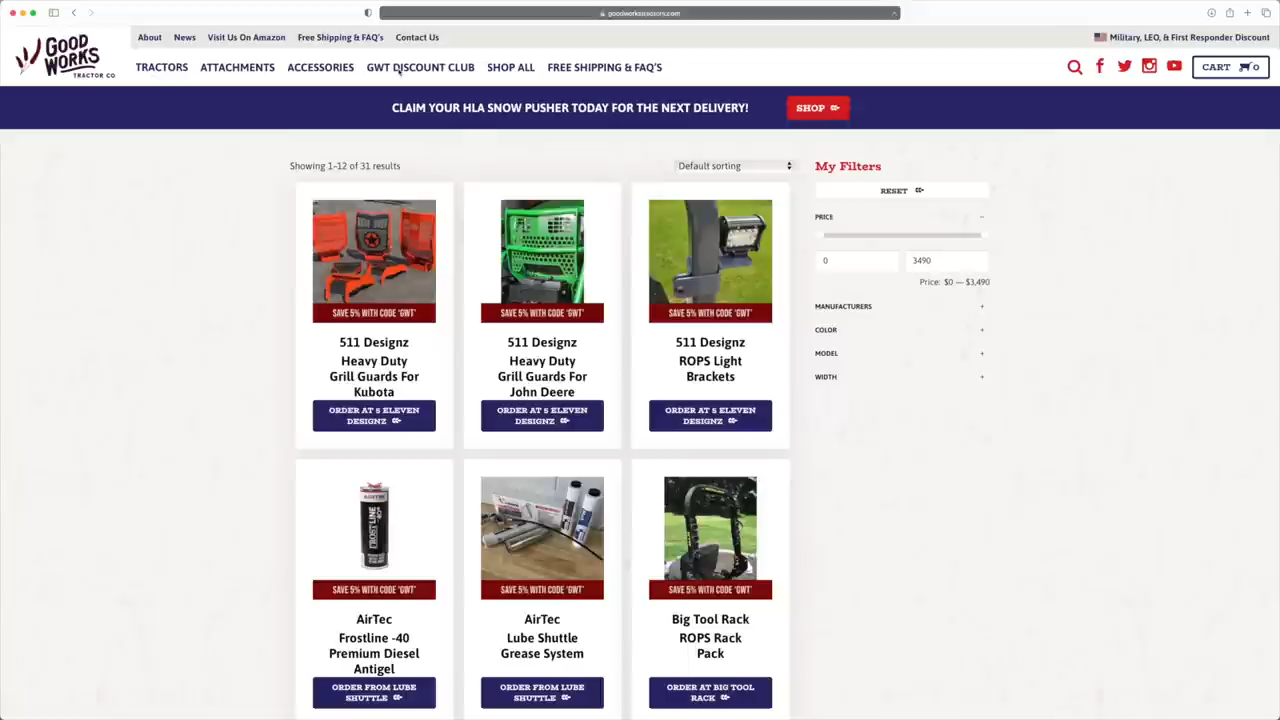 goodworkstractors.com
GOOD
WORKS
TRACTOR CO
About News Visit Us On Amazon Free Shipping & FAQ's Contact Us
Military, LEO, & First Responder Discount
TRACTORS ATTACHMENTS ACCESSORIES GWT DISCOUNT CLUB SHOP ALL FREE SHIPPING & FAQ'S
CART 0
CLAIM YOUR HLA SNOW PUSHER TODAY FOR THE NEXT DELIVERY!
SHOP
Showing 1–12 of 31 results
Default sorting
My Filters
RESET
PRICE
0
3490
Price: $0 — $3,490
MANUFACTURERS
COLOR
MODEL
WIDTH
SAVE 5% WITH CODE 'GWT'
511 Designz
Heavy Duty
Grill Guards For
Kubota
ORDER AT 5 ELEVEN
DESIGNZ
SAVE 5% WITH CODE 'GWT'
511 Designz
Heavy Duty
Grill Guards For
John Deere
ORDER AT 5 ELEVEN
DESIGNZ
SAVE 5% WITH CODE 'GWT'
511 Designz
ROPS Light
Brackets
ORDER AT 5 ELEVEN
DESIGNZ
FROSTLINE -40°
SAVE 5% WITH CODE 'GWT'
AirTec
Frostline -40
Premium Diesel
Antigel
ORDER FROM LUBE
SHUTTLE
SAVE 5% WITH CODE 'GWT'
AirTec
Lube Shuttle
Grease System
ORDER FROM LUBE
SHUTTLE
SAVE 5% WITH CODE 'GWT'
Big Tool Rack
ROPS Rack
Pack
ORDER AT BIG TOOL
RACK